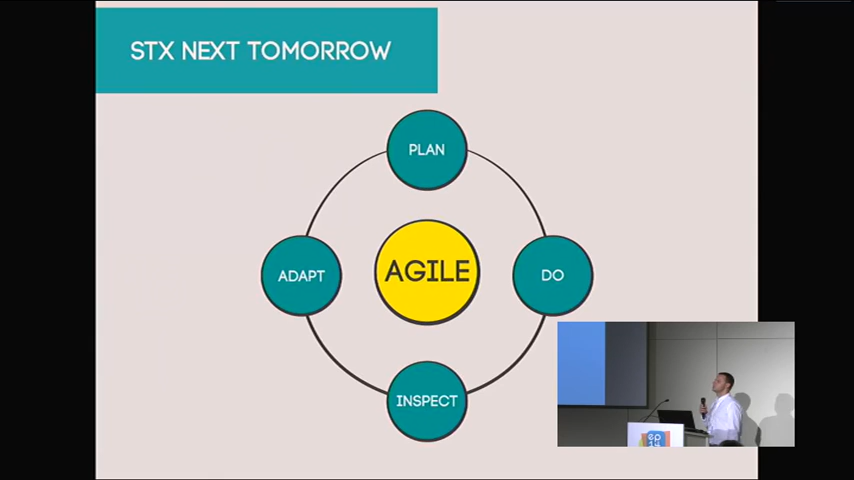 STX NEXT TOMORROW
PLAN
ADAPT
AGILE
DO
INSPECT